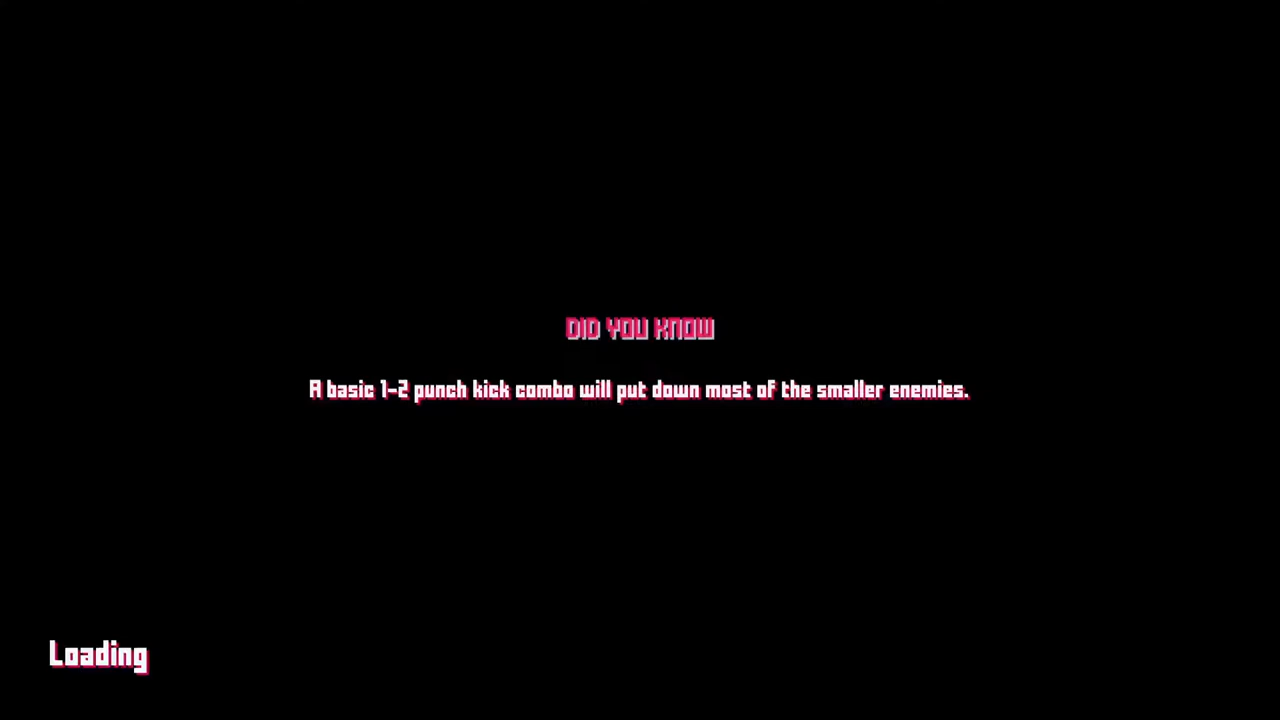 DID YOU KNOW
A basic 1-2 punch kick combo will put down most of the smaller enemies.
Loading